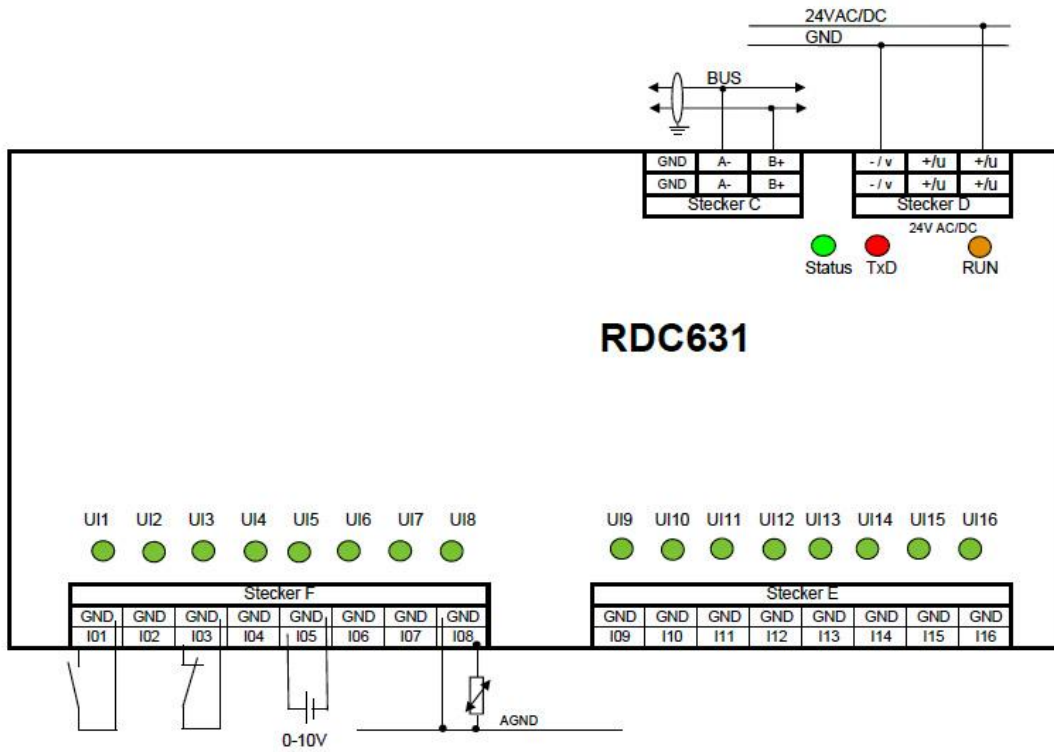 24VAC/DC
GND
BUS
GND A- B+
GND A- B+
Stecker C
- / v +/u +/u
- / v +/u +/u
Stecker D
24V AC/DC
Status TxD RUN
RDC631
UI1 UI2 UI3 UI4 UI5 UI6 UI7 UI8
UI9 UI10 UI11 UI12 UI13 UI14 UI15 UI16
Stecker F
GND GND GND GND GND GND GND GND
I01 I02 I03 I04 I05 I06 I07 I08
Stecker E
GND GND GND GND GND GND GND GND
I09 I10 I11 I12 I13 I14 I15 I16
0-10V
AGND